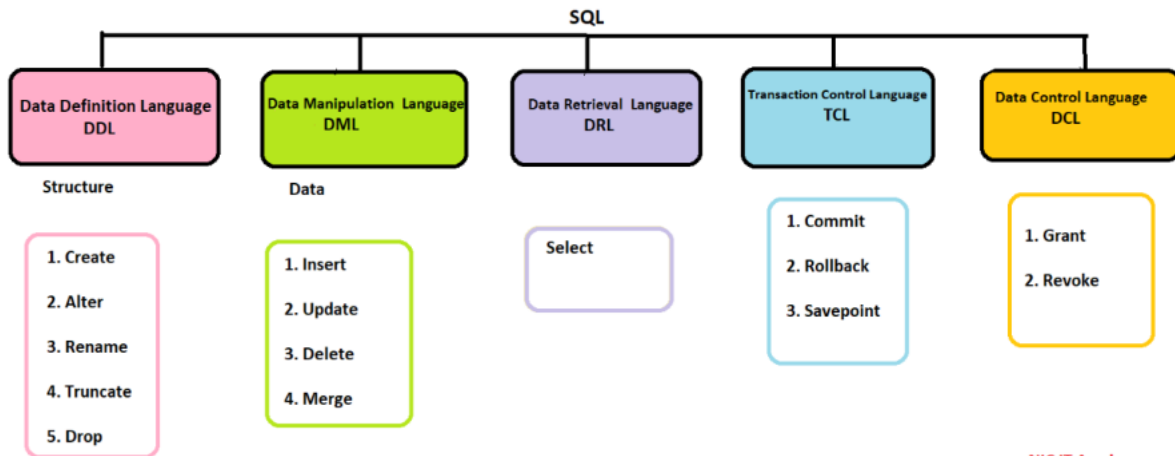 SQL
Data Definition Language
DDL
Data Manipulation Language
DML
Data Retrieval Language
DRL
Transaction Control Language
TCL
Data Control Language
DCL
Structure
Data
1. Create
2. Alter
3. Rename
4. Truncate
5. Drop
1. Insert
2. Update
3. Delete
4. Merge
Select
1. Commit
2. Rollback
3. Savepoint
1. Grant
2. Revoke